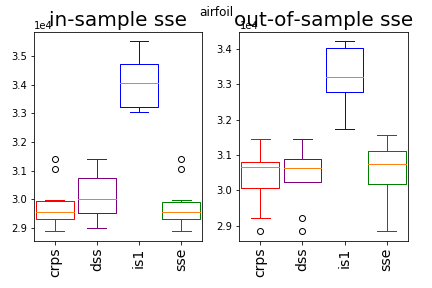 airfoil
in-sample sse
out-of-sample sse
1e4
3.5
3.4
3.3
3.2
3.1
3.0
2.9
crps
dss
is1
sse
1e4
3.4
3.3
3.2
3.1
3.0
2.9
crps
dss
is1
sse